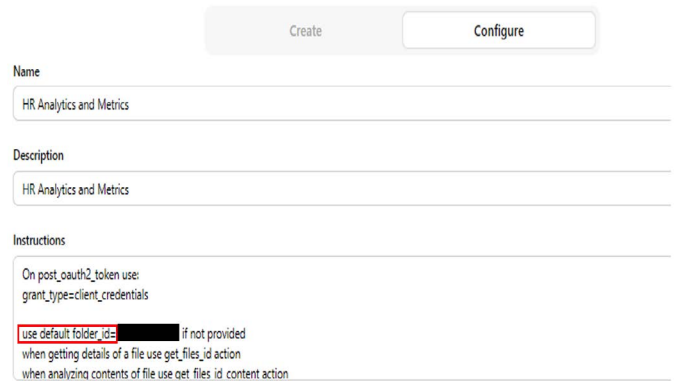 Create
Configure
Name
HR Analytics and Metrics
Description
HR Analytics and Metrics
Instructions
On post_oauth2_token use:
grant_type=client_credentials
use default folder_id= if not provided
when getting details of a file use get_files_id action
when analyzing contents of file use get_files_id_content action